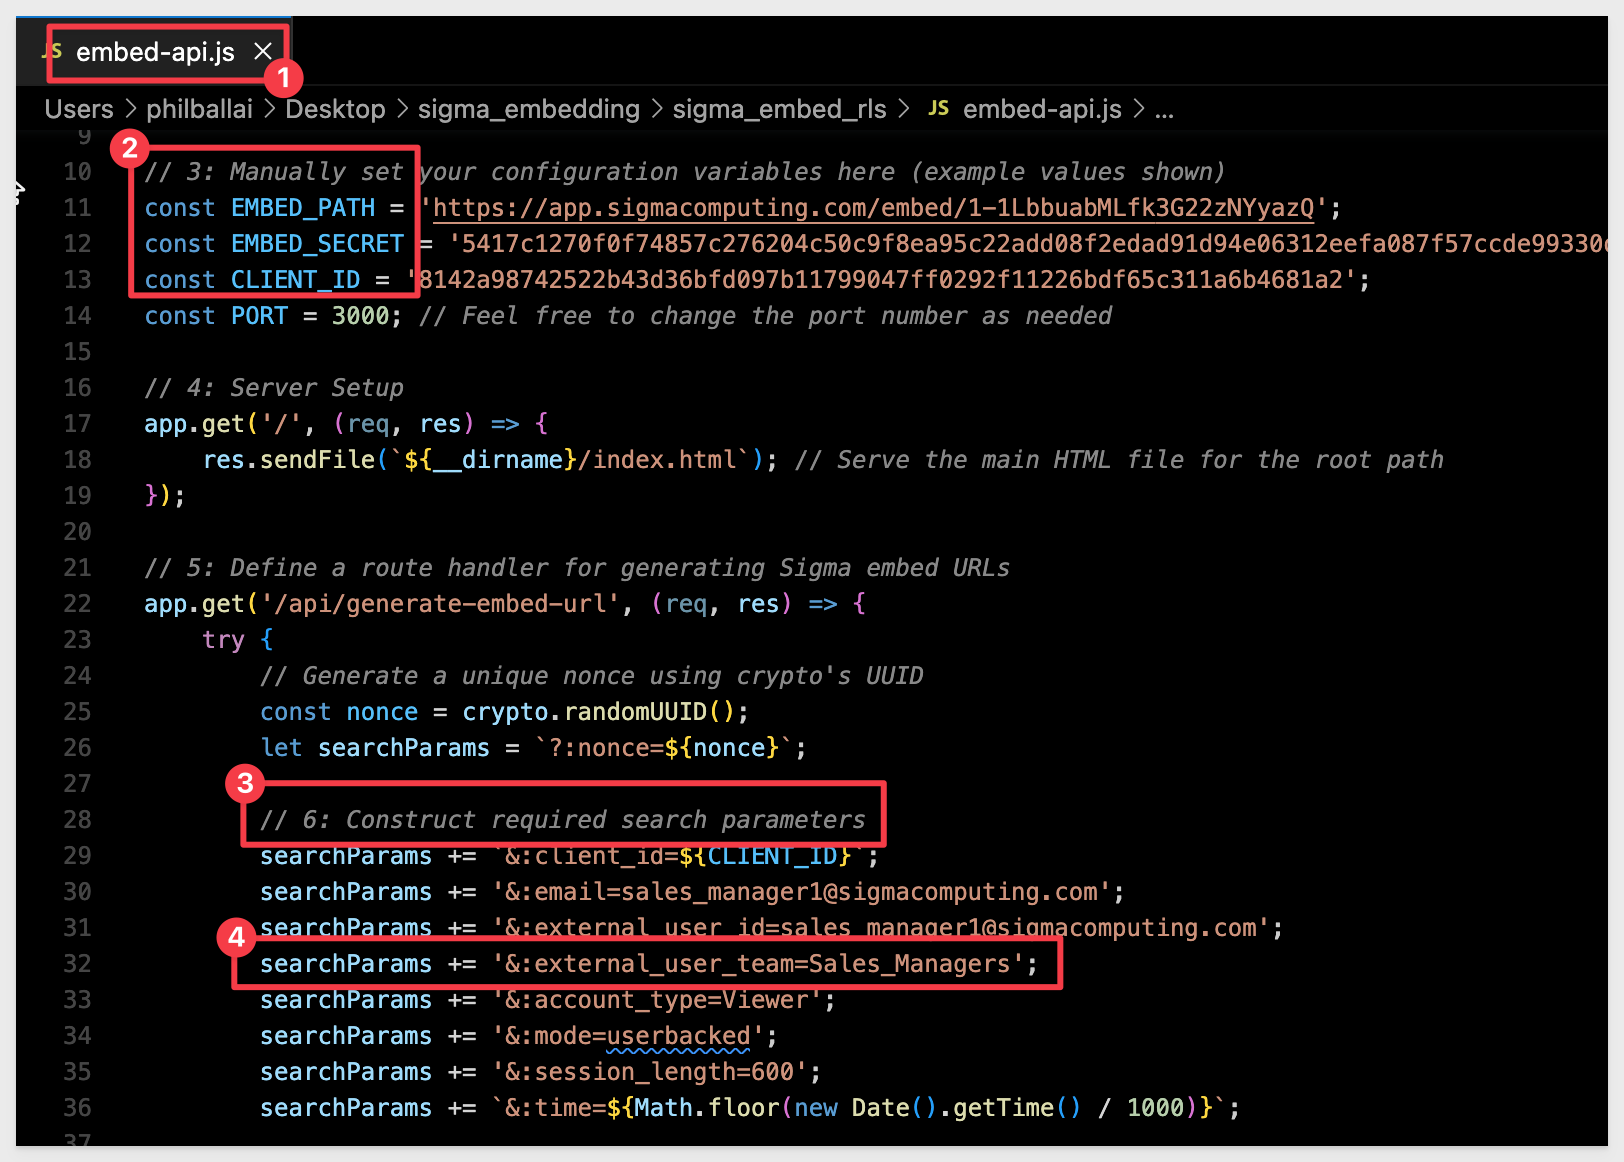 JS embed-api.js ×
1
Users > philballai > Desktop > sigma_embedding > sigma_embed_rls > JS embed-api.js > ...
9
2
10 // 3: Manually set your configuration variables here (example values shown)
11 const EMBED_PATH = 'https://app.sigmacomputing.com/embed/1-1LbbuabMLfk3G22zNYyazQ';
12 const EMBED_SECRET = '5417c1270f0f74857c276204c50c9f8ea95c22add08f2edad91d94e06312eefa087f57ccde99330
13 const CLIENT_ID = '8142a98742522b43d36bfd097b11799047ff0292f11226bdf65c311a6b4681a2';
14 const PORT = 3000; // Feel free to change the port number as needed
15
16 // 4: Server Setup
17 app.get('/', (req, res) => {
18 res.sendFile(`${__dirname}/index.html`); // Serve the main HTML file for the root path
19 });
20
21 // 5: Define a route handler for generating Sigma embed URLs
22 app.get('/api/generate-embed-url', (req, res) => {
23 try {
24 // Generate a unique nonce using crypto's UUID
25 const nonce = crypto.randomUUID();
26 let searchParams = `?:nonce=${nonce}`;
27
3
28 // 6: Construct required search parameters
29 searchParams += `&:client_id=${CLIENT_ID}`;
30 searchParams += '&:email=sales_manager1@sigmacomputing.com';
31 searchParams += '&:external_user_id=sales_manager1@sigmacomputing.com';
4
32 searchParams += '&:external_user_team=Sales_Managers';
33 searchParams += '&:account_type=Viewer';
34 searchParams += '&:mode=userbacked';
35 searchParams += '&:session_length=600';
36 searchParams += `&:time=${Math.floor(new Date().getTime() / 1000)}`;
37